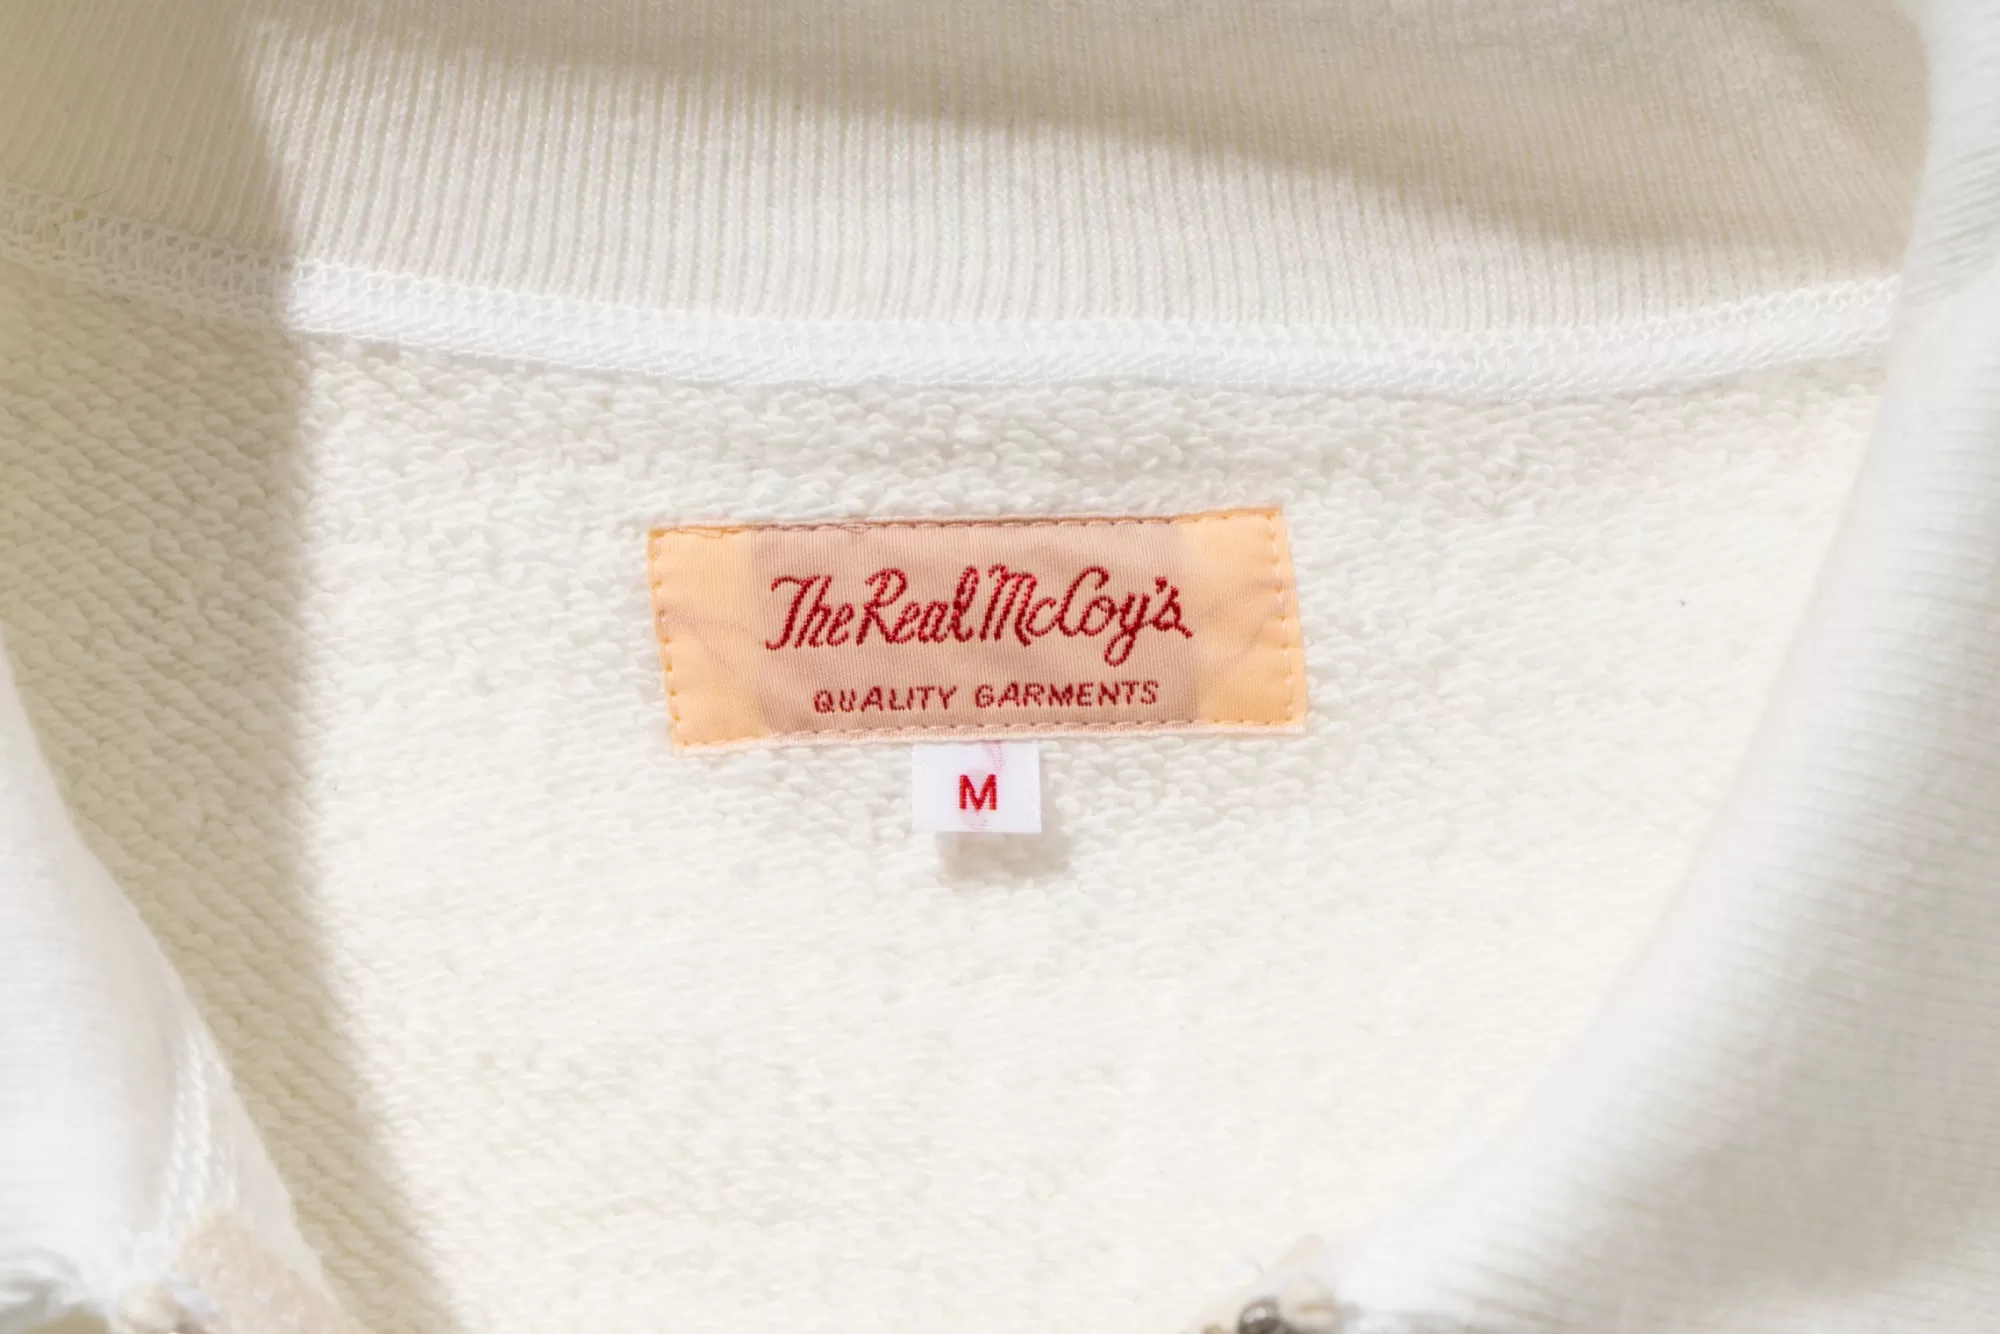 The Real McCoy's
QUALITY GARMENTS
M